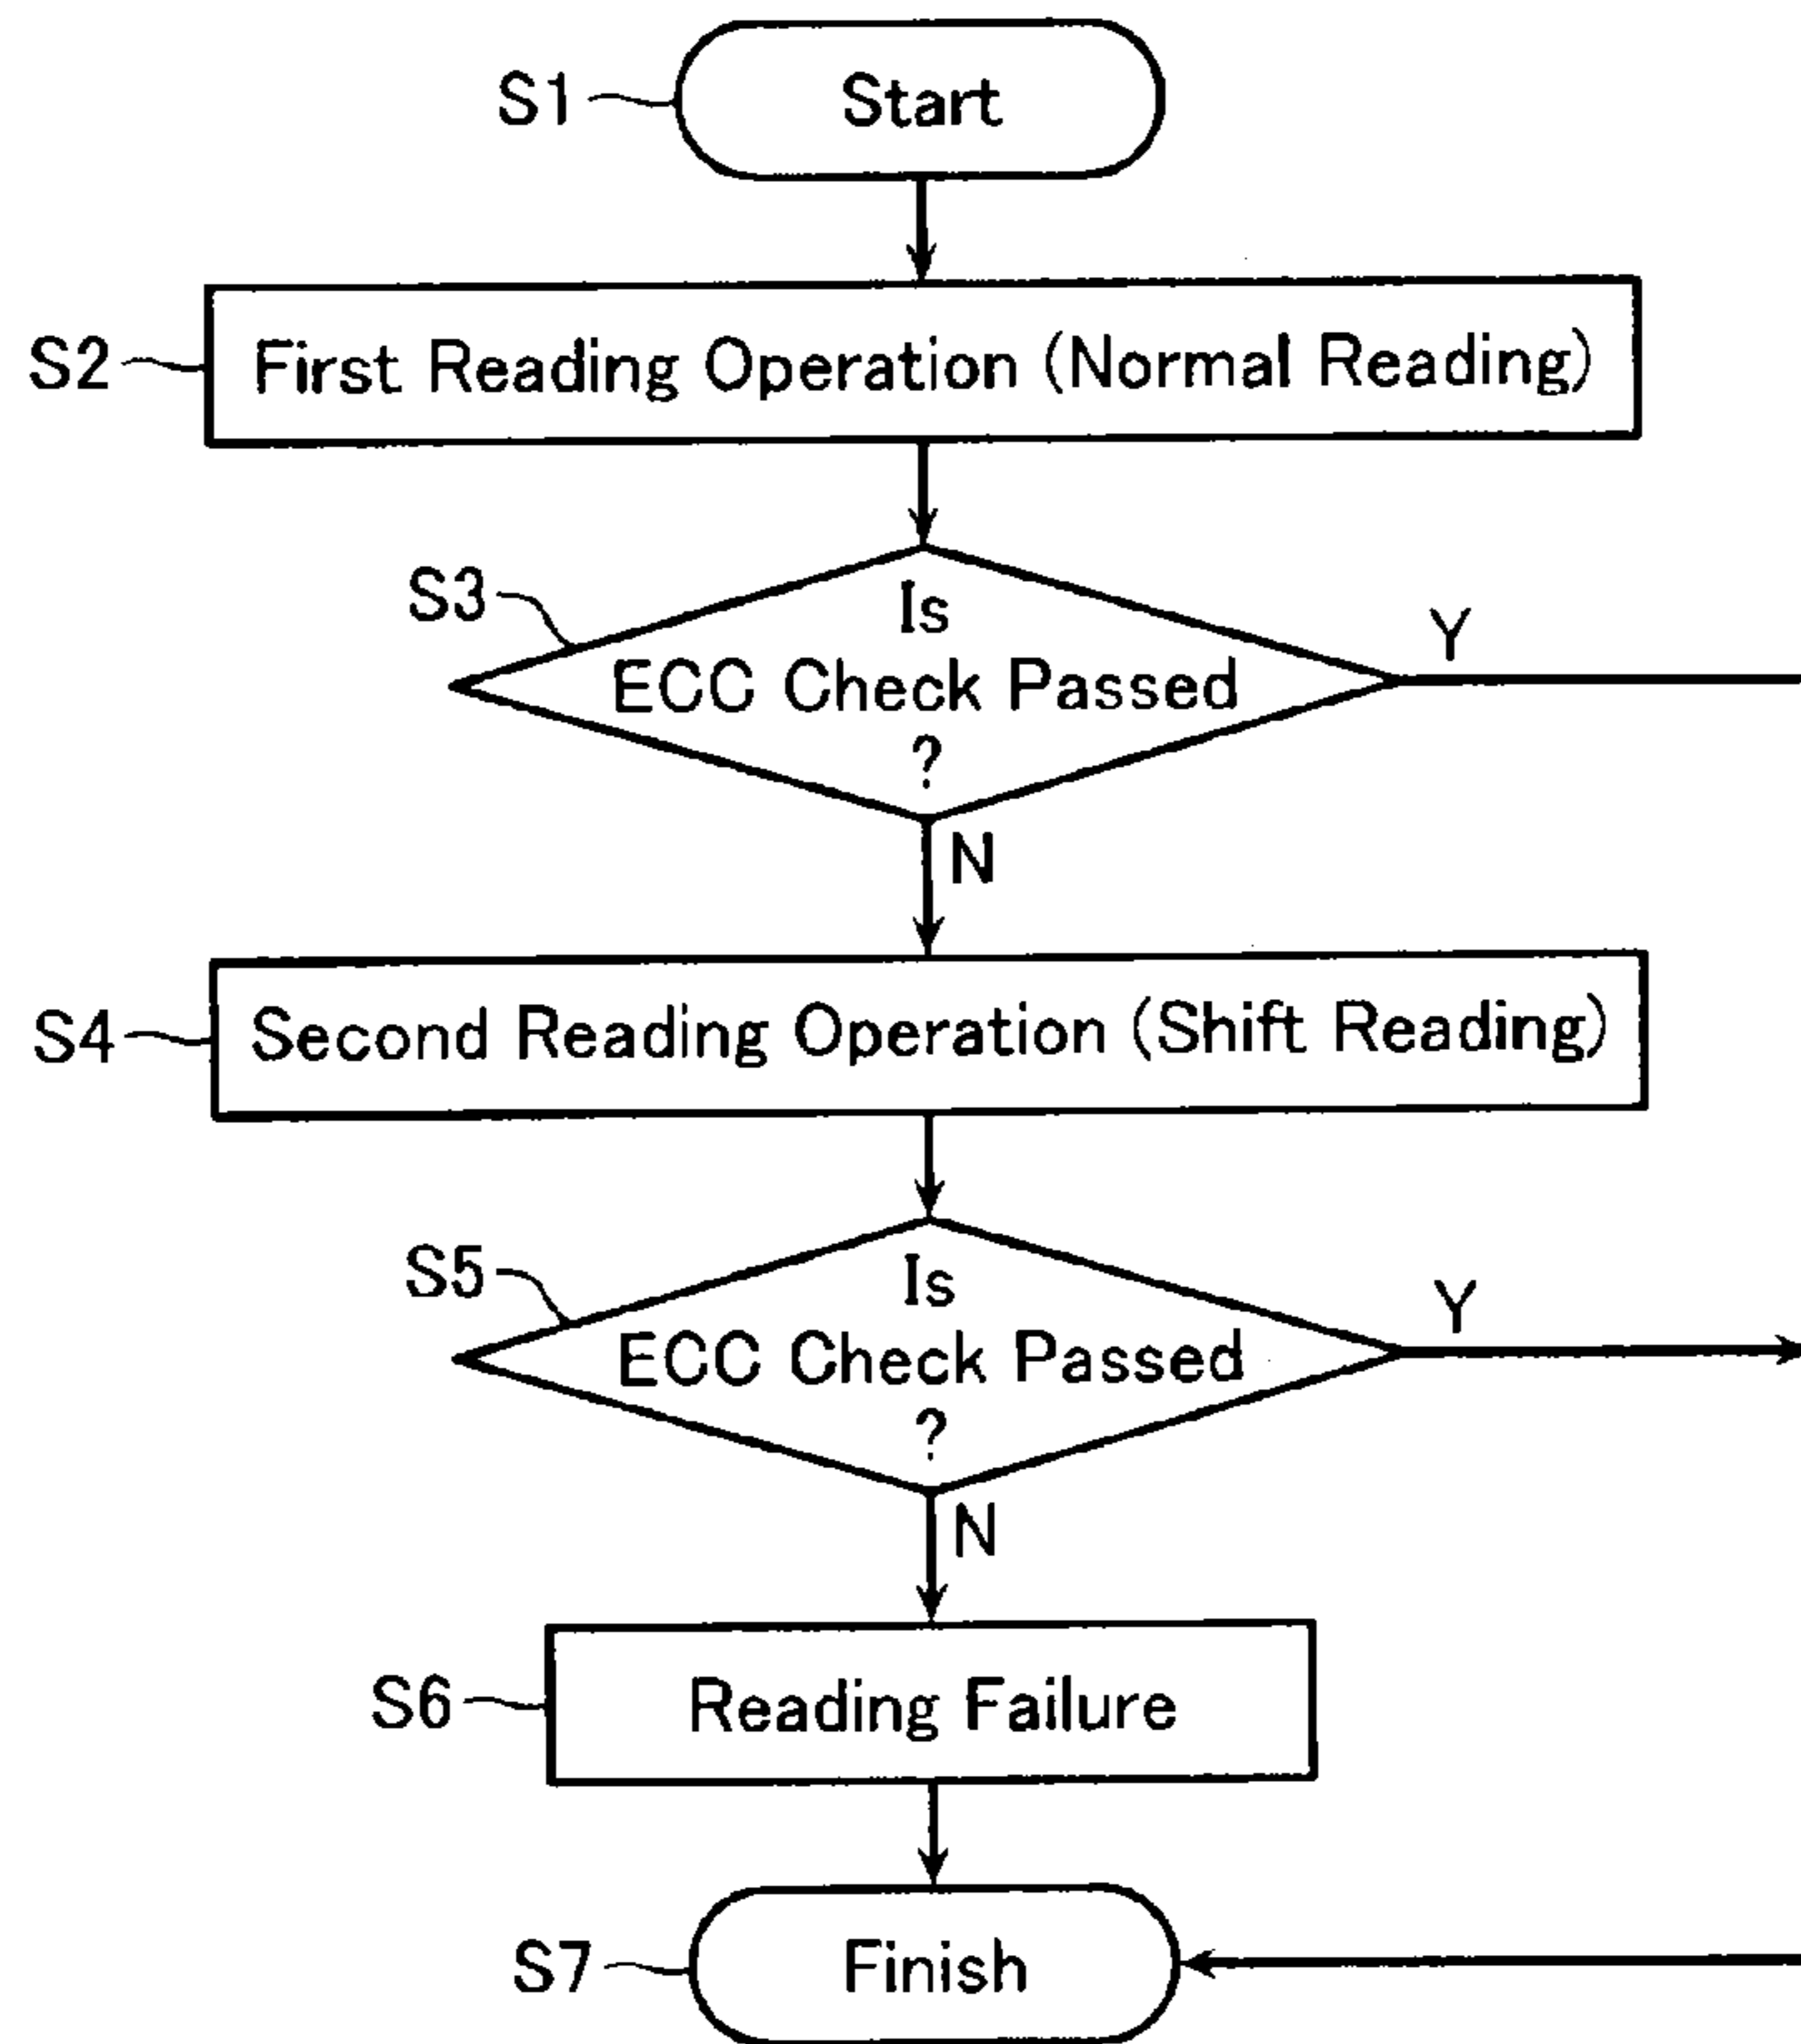 S1 Start
S2 First Reading Operation (Normal Reading)
S3 Is
ECC Check Passed
?
Y
N
S4 Second Reading Operation (Shift Reading)
S5 Is
ECC Check Passed
?
Y
N
S6 Reading Failure
S7 Finish